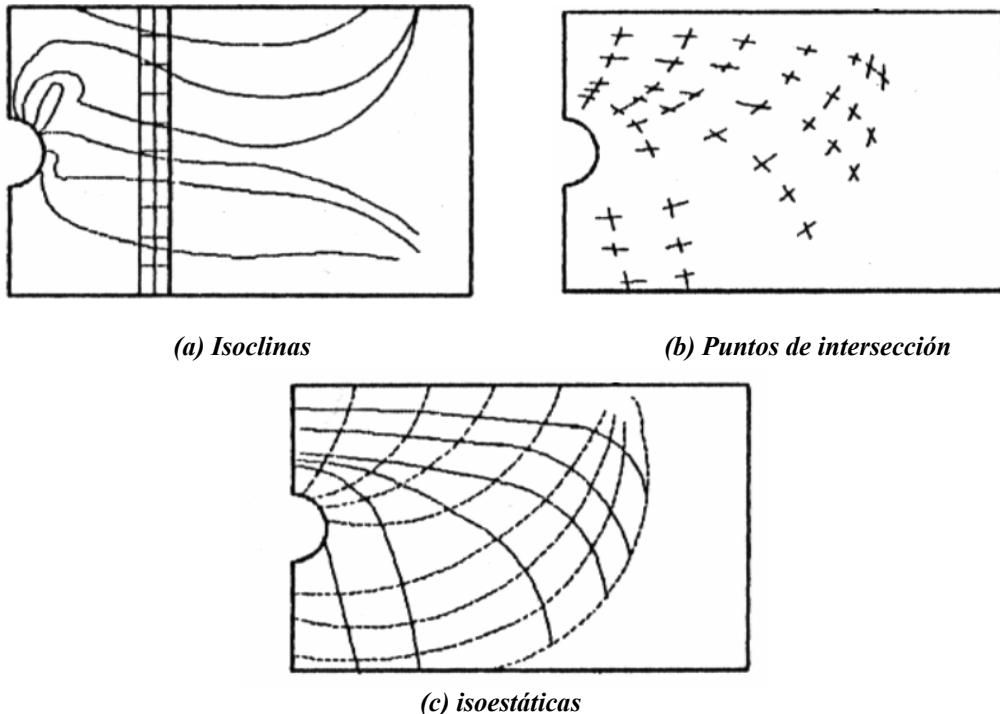 (a) Isoclinas
(b) Puntos de intersección
(c) isoestáticas